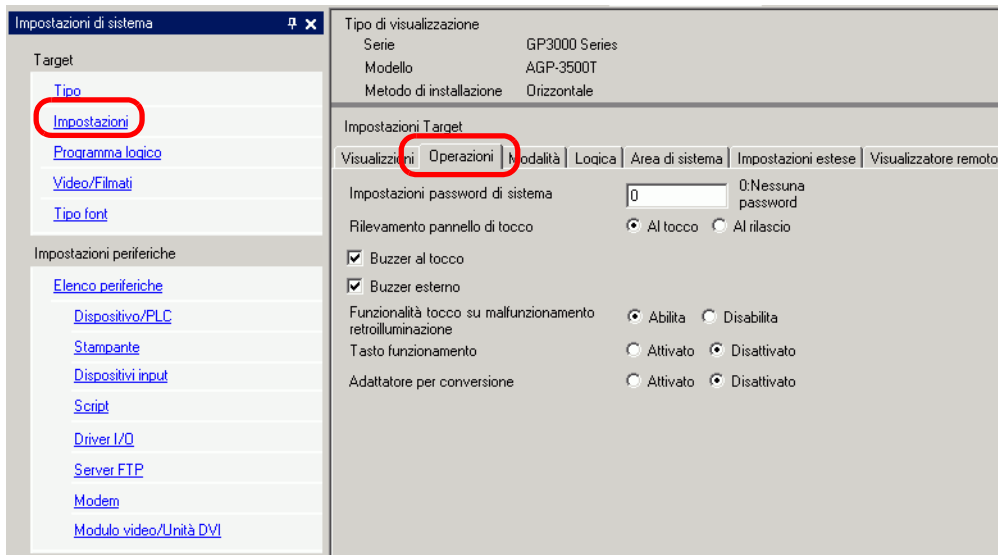 Impostazioni di sistema
Target
Tipo
Impostazioni
Programma logico
Video/Filmati
Tipo font
Impostazioni periferiche
Elenco periferiche
Dispositivo/PLC
Stampante
Dispositivi input
Script
Driver I/O
Server FTP
Modem
Modulo video/Unità DVI
Tipo di visualizzazione
Serie GP3000 Series
Modello AGP-3500T
Metodo di installazione Orizzontale
Impostazioni Target
Visualizzioni Operazioni Modalità Logica Area di sistema Impostazioni estese Visualizzatore remoto
Impostazioni password di sistema 0 0:Nessuna
password
Rilevamento pannello di tocco Al tocco Al rilascio
Buzzer al tocco
Buzzer esterno
Funzionalità tocco su malfunzionamento
retroilluminazione Abilita Disabilita
Tasto funzionamento Attivato Disattivato
Adattatore per conversione Attivato Disattivato